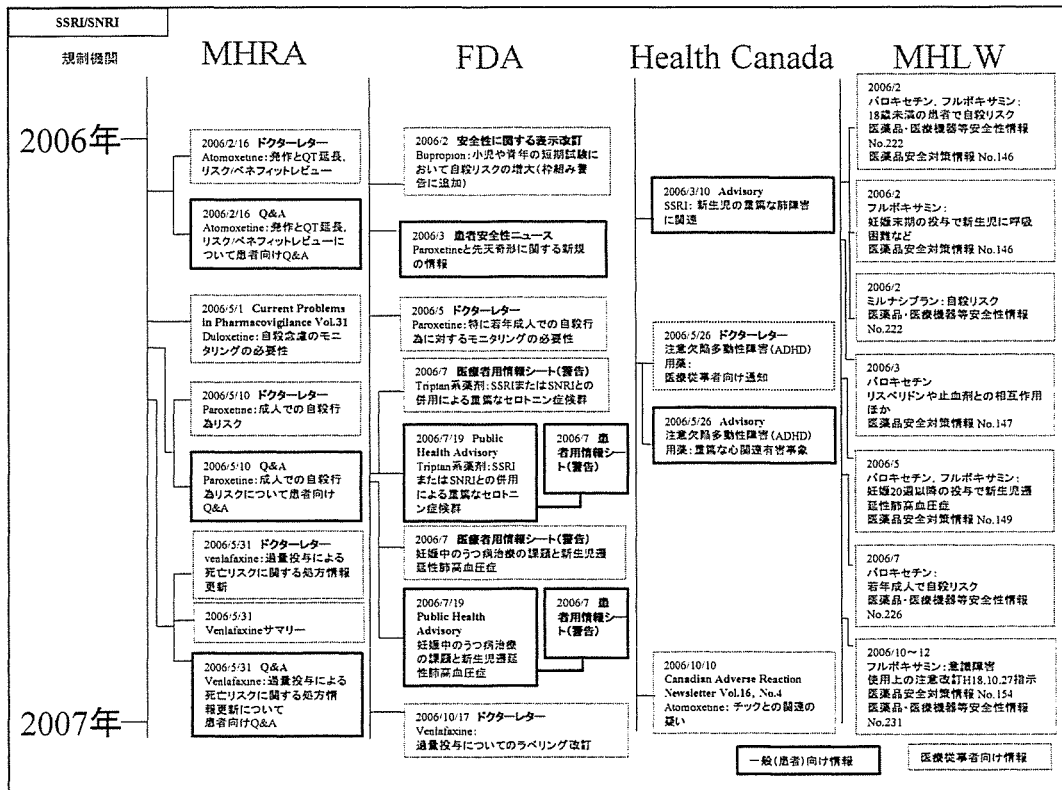 SSRI/SNRI
規制機関
MHRA
FDA
Health Canada
MHLW
2006年
2007年
2006/2/16 ドクターレター
Atomoxetine:発作とQT延長,
リスク/ベネフィットレビュー
2006/2/16 Q&A
Atomoxetine:発作とQT延長,
リスク/ベネフィットレビューに
ついて患者向けQ&A
2006/5/1 Current Problems
in Pharmacovigilance Vol.31
Duloxetine:自殺念慮のモニ
タリングの必要性
2006/5/10 ドクターレター
Paroxetine:成人での自殺行
為リスク
2006/5/10 Q&A
Paroxetine:成人での自殺行
為リスクについて患者向け
Q&A
2006/5/31 ドクターレター
venlafaxine:過量投与による
死亡リスクに関する処方情報
更新
2006/5/31
Venlafaxineサマリー
2006/5/31 Q&A
Venlafaxine:過量投与による
死亡リスクに関する処方情
報更新について
患者向けQ&A
2006/2 安全性に関する表示改訂
Bupropion:小児や青年の短期試験に
おいて自殺リスクの増大(枠組み警
告に追加)
2006/3 患者安全性ニュース
Paroxetineと先天奇形に関する新規
の情報
2006/5 ドクターレター
Paroxetine:特に若年成人での自殺行
為に対するモニタリングの必要性
2006/7 医療者用情報シート(警告)
Triptan系薬剤:SSRIまたはSNRIとの
併用による重篤なセロトニン症候群
2006/7/19 Public
Health Advisory
Triptan系薬剤:SSRI
またはSNRIとの併用
による重篤なセロトニ
ン症候群
2006/7 患
者用情報シー
ト(警告)
2006/7 医療者用情報シート(警告)
妊娠中のうつ病治療の課題と新生児遷
延性肺高血圧症
2006/7/19
Public Health
Advisory
妊娠中のうつ病治療
の課題と新生児遷延
性肺高血圧症
2006/7 患
者用情報シー
ト(警告)
2006/10/17 ドクターレター
Venlafaxine:
過量投与についてのラベリング改訂
2006/3/10 Advisory
SSRI:新生児の重篤な肺障害
に関連
2006/5/26 ドクターレター
注意欠陥多動性障害(ADHD)
用薬:
医療従事者向け通知
2006/5/26 Advisory
注意欠陥多動性障害(ADHD)
用薬:重篤な心関連有害事象
2006/10/10
Canadian Adverse Reaction
Newsletter Vol.16, No.4
Atomoxetine:チックとの関連の
疑い
2006/2
パロキセチン,フルボキサミン:
18歳未満の患者で自殺リスク
医薬品・医療機器等安全性情報
No.222
医薬品安全対策情報 No.146
2006/2
フルボキサミン:
妊娠末期の投与で新生児に呼吸
困難など
医薬品安全対策情報 No.146
2006/2
ミルナシプラン:自殺リスク
医薬品・医療機器等安全性情報
No.222
2006/3
パロキセチン
リスペリドンや止血剤との相互作用
ほか
医薬品安全対策情報 No.147
2006/5
パロキセチン,フルボキサミン:
妊娠20週以降の投与で新生児遷
延性肺高血圧症
医薬品安全対策情報 No.149
2006/7
パロキセチン:
若年成人で自殺リスク
医薬品・医療機器等安全性情報
No.226
2006/10~12
フルボキサミン:意識障害
使用上の注意改訂H18.10.27指示
医薬品安全対策情報 No.154
医薬品・医療機器等安全性情報
No.231
一般(患者)向け情報
医療従事者向け情報